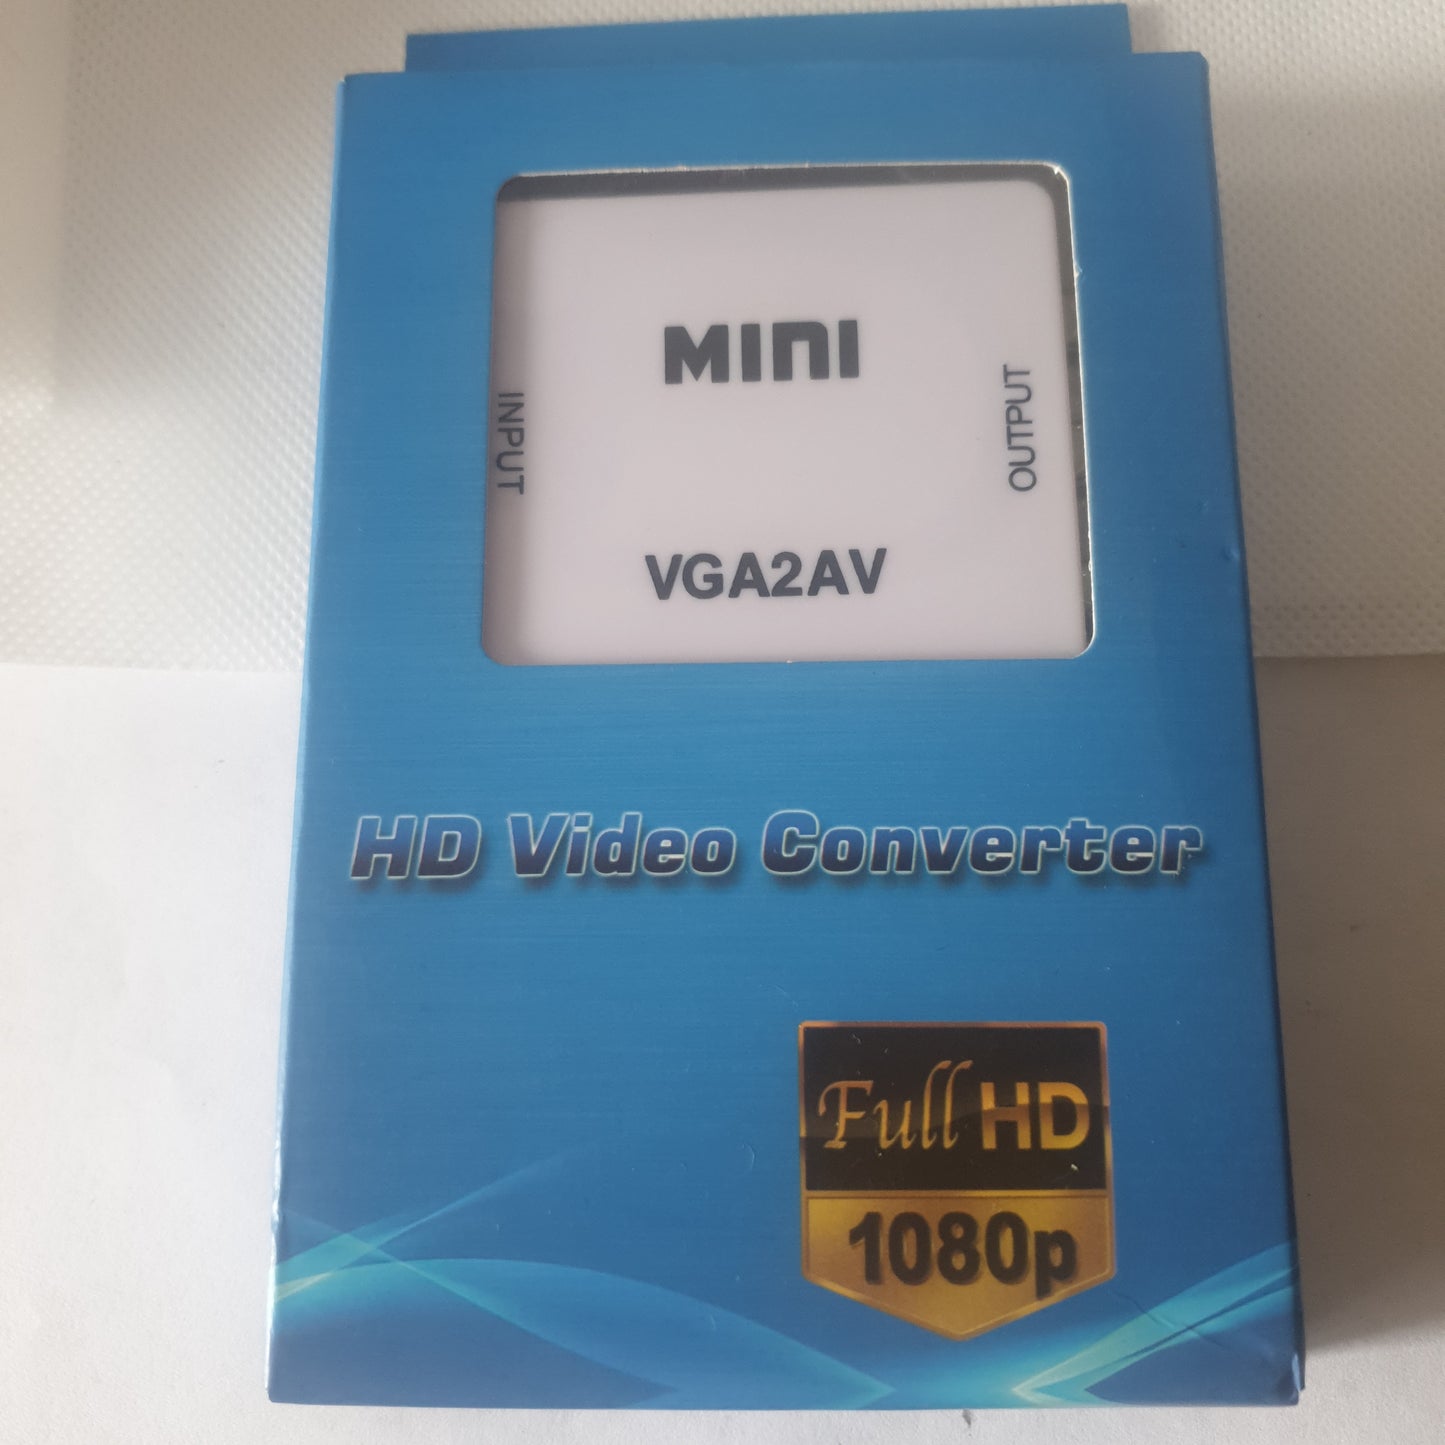 MINI
INPUT
OUTPUT
VGA2AV
HD Video Converter
Full HD
1080p